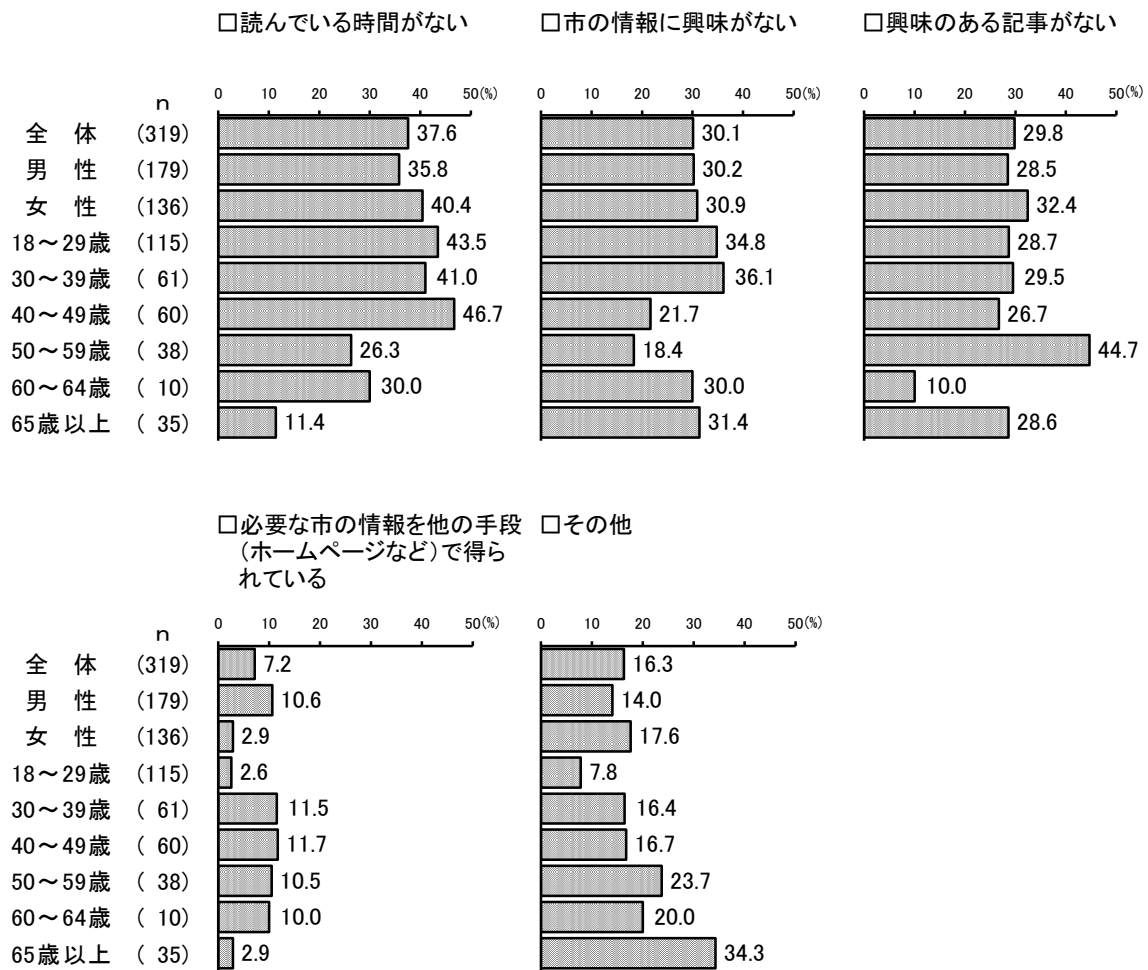 □読んでいる時間がない □市の情報に興味がない □興味のある記事がない
n 0 10 20 30 40 50(%) 0 10 20 30 40 50(%) 0 10 20 30 40 50(%)
全 体 (319) 37.6 30.1 29.8
男 性 (179) 35.8 30.2 28.5
女 性 (136) 40.4 30.9 32.4
18～29歳 (115) 43.5 34.8 28.7
30～39歳 ( 61) 41.0 36.1 29.5
40～49歳 ( 60) 46.7 21.7 26.7
50～59歳 ( 38) 26.3 18.4 44.7
60～64歳 ( 10) 30.0 30.0 10.0
65歳以上 ( 35) 11.4 31.4 28.6
□必要な市の情報を他の手段 □その他
(ホームページなど)で得ら
れている
n 0 10 20 30 40 50(%) 0 10 20 30 40 50(%)
全 体 (319) 7.2 16.3
男 性 (179) 10.6 14.0
女 性 (136) 2.9 17.6
18～29歳 (115) 2.6 7.8
30～39歳 ( 61) 11.5 16.4
40～49歳 ( 60) 11.7 16.7
50～59歳 ( 38) 10.5 23.7
60～64歳 ( 10) 10.0 20.0
65歳以上 ( 35) 2.9 34.3